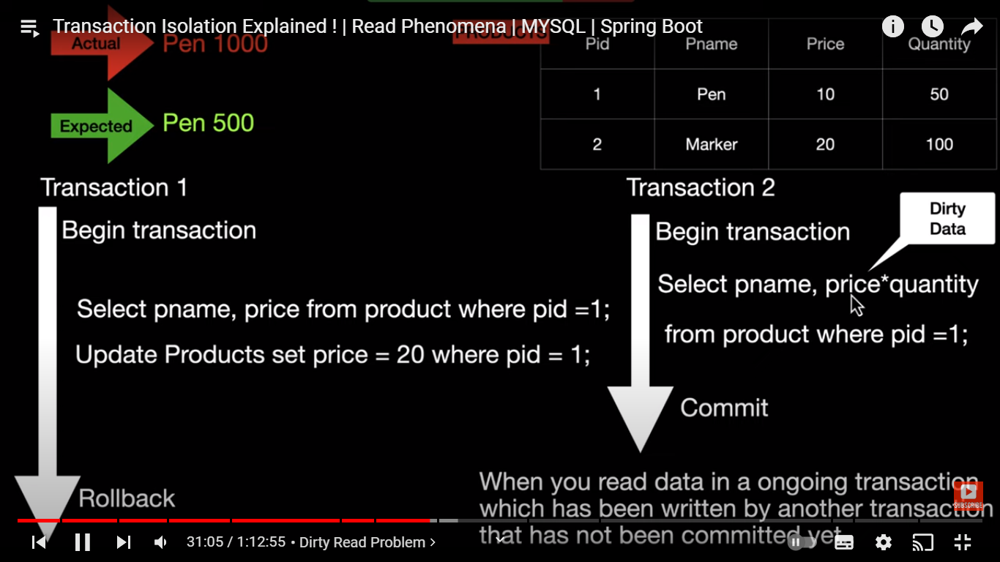 Transaction Isolation Explained ! | Read Phenomena | MYSQL | Spring Boot
Actual
Pen 1000
PRODUCTS
Pid Pname Price Quantity
1 Pen 10 50
2 Marker 20 100
Expected
Pen 500
Transaction 1
Begin transaction
Select pname, price from product where pid =1;
Update Products set price = 20 where pid = 1;
Rollback
Transaction 2
Dirty
Data
Begin transaction
Select pname, price*quantity
from product where pid =1;
Commit
When you read data in a ongoing transaction
which has been written by another transaction
that has not been committed yet
SUBSCRIBE
31:05 / 1:12:55 • Dirty Read Problem